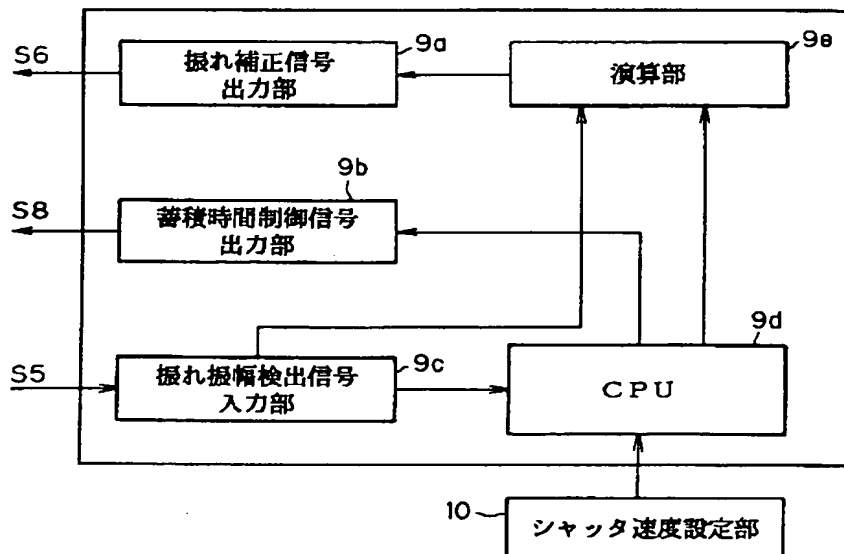 9a
9e
S6
振れ補正信号
出力部
演算部
9b
S8
蓄積時間制御信号
出力部
9d
S5
振れ振幅検出信号
入力部
9c
CPU
10
シャッタ速度設定部